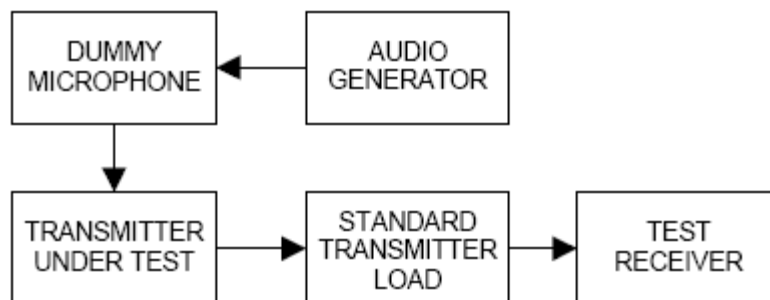 DUMMY
MICROPHONE
AUDIO
GENERATOR
TRANSMITTER
UNDER TEST
STANDARD
TRANSMITTER
LOAD
TEST
RECEIVER